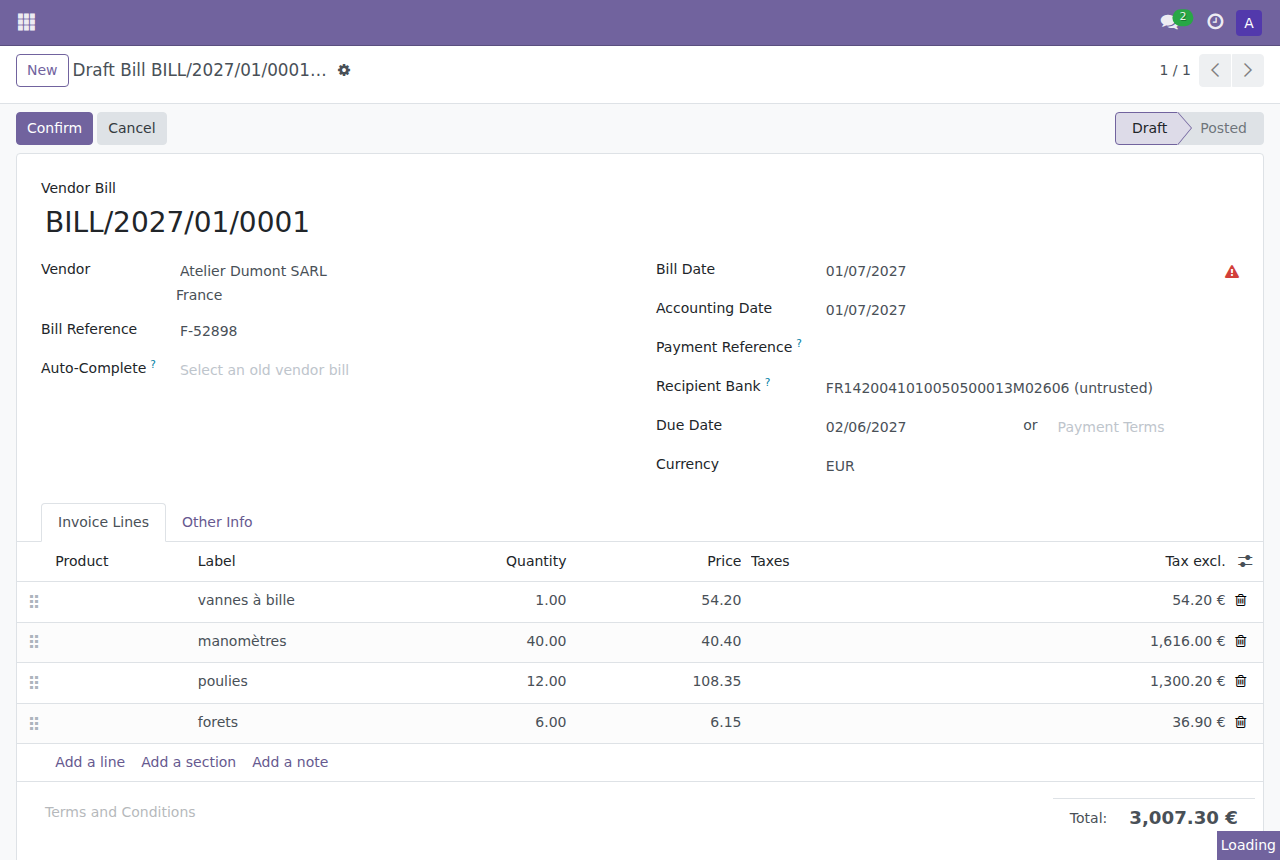 2
A
New
Draft Bill BILL/2027/01/0001...
1 / 1
Confirm
Cancel
Draft
Posted
Vendor Bill
BILL/2027/01/0001
Vendor
Atelier Dumont SARL
France
Bill Reference
F-52898
Auto-Complete ?
Select an old vendor bill
Bill Date
01/07/2027
Accounting Date
01/07/2027
Payment Reference ?
Recipient Bank ?
FR1420041010050500013M02606 (untrusted)
Due Date
02/06/2027
or
Payment Terms
Currency
EUR
Invoice Lines
Other Info
Product Label Quantity Price Taxes Tax excl.
vannes à bille 1.00 54.20 54.20 €
manomètres 40.00 40.40 1,616.00 €
poulies 12.00 108.35 1,300.20 €
forets 6.00 6.15 36.90 €
Add a line Add a section Add a note
Terms and Conditions
Total: 3,007.30 €
Loading